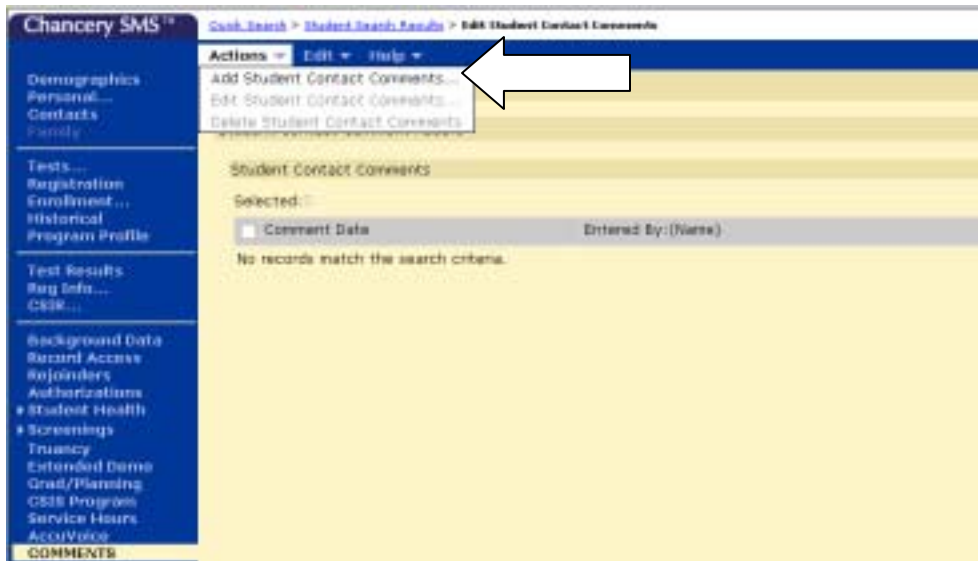 Chancery SMS™
Quick Search > Student Search Results > Edit Student Contact Comments
Actions Edit Help
Add Student Contact Comments...
Edit Student Contact Comments...
Delete Student Contact Comments
Demographics
Personal...
Contacts
Family
Tests...
Registration
Enrollment...
Historical
Program Profile
Test Results
Reg Info...
CSIR...
Background Data
Record Access
Rejoinders
Authorizations
Student Health
Screenings
Truancy
Extended Demo
Grad/Planning
CSIS Program
Service Hours
AccuVoice
COMMENTS
Student Contact Comments
Selected:
Comment Date Entered By:(Name)
No records match the search criteria.